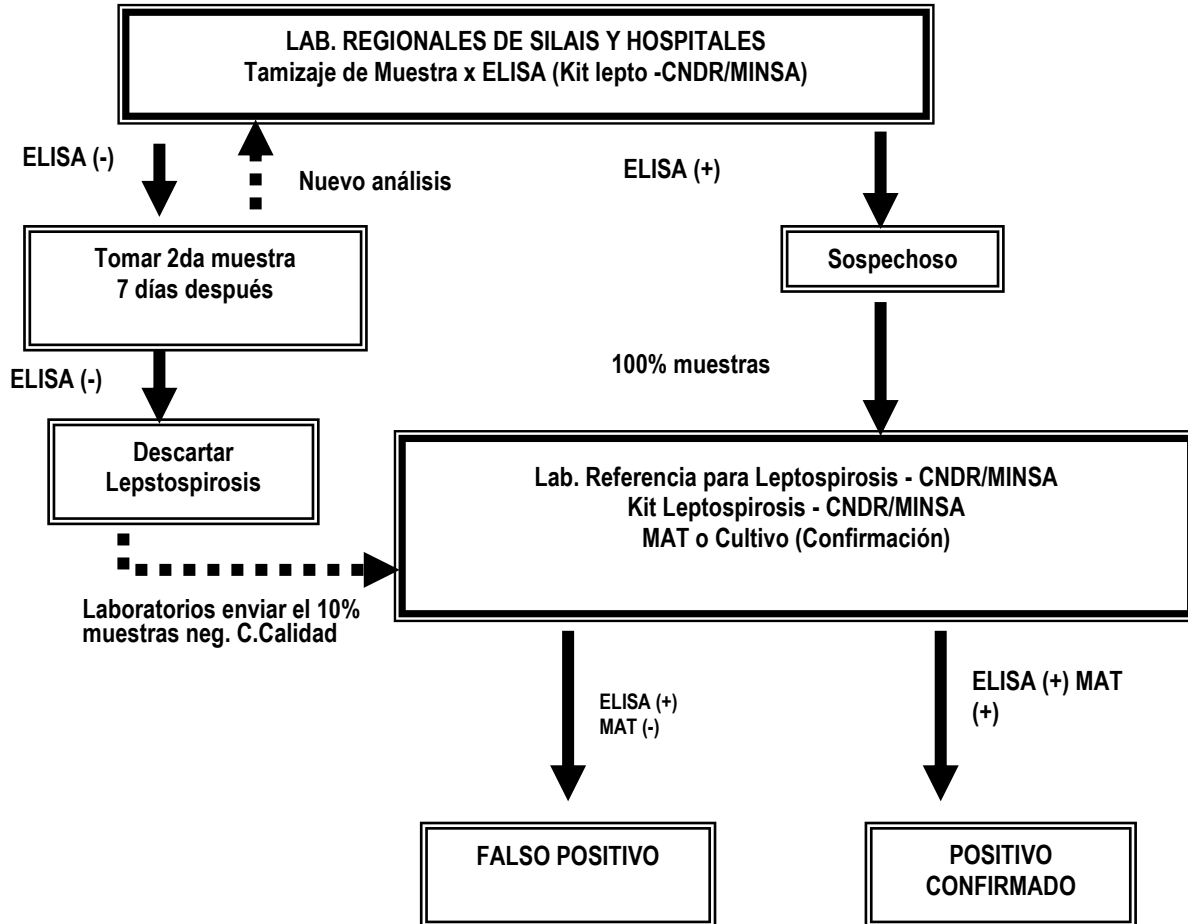 LAB. REGIONALES DE SILAIS Y HOSPITALES
Tamizaje de Muestra x ELISA (Kit lepto -CNDR/MINSA)
ELISA (-)
Nuevo análisis
ELISA (+)
Tomar 2da muestra
7 días después
Sospechoso
ELISA (-)
100% muestras
Descartar
Lepstospirosis
Lab. Referencia para Leptospirosis - CNDR/MINSA
Kit Leptospirosis - CNDR/MINSA
MAT o Cultivo (Confirmación)
Laboratorios enviar el 10%
muestras neg. C.Calidad
ELISA (+)
MAT (-)
ELISA (+) MAT
(+)
FALSO POSITIVO
POSITIVO
CONFIRMADO